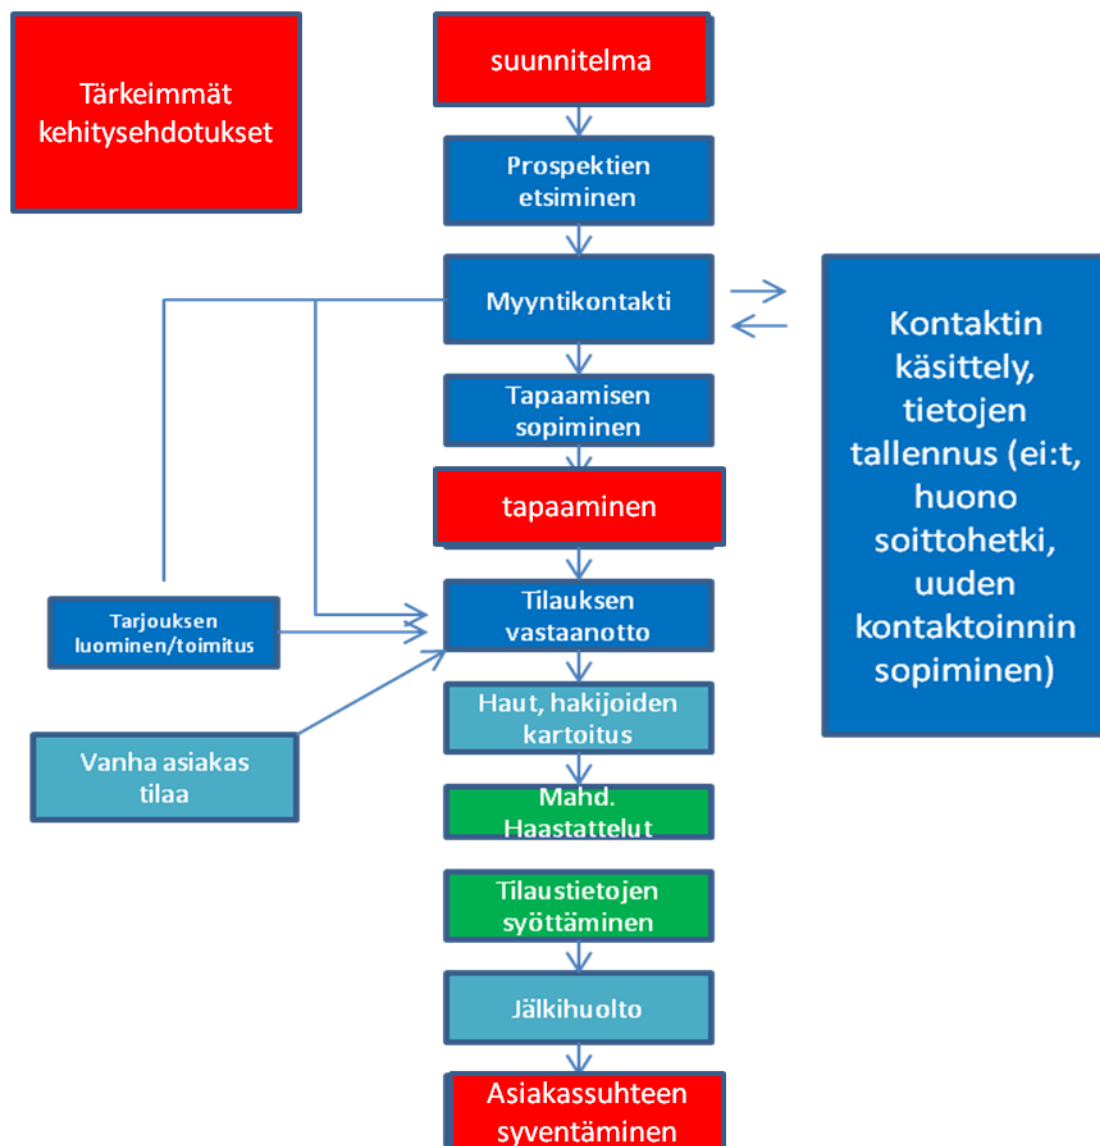 Tärkeimmät
kehitysehdotukset
suunnitelma
Prospektien
etsiminen
Myyntikontakti
Kontaktin
käsittely,
tietojen
tallennus (ei:t,
huono
soittohetki,
uuden
kontaktoinnin
sopiminen)
Tapaamisen
sopiminen
tapaaminen
Tilauksen
vastaanotto
Tarjouksen
luominen/toimitus
Haut, hakijoiden
kartoitus
Vanha asiakas
tilaa
Mahd.
Haastattelut
Tilaustietojen
syöttäminen
Jälkihuolto
Asiakassuhteen
syventäminen